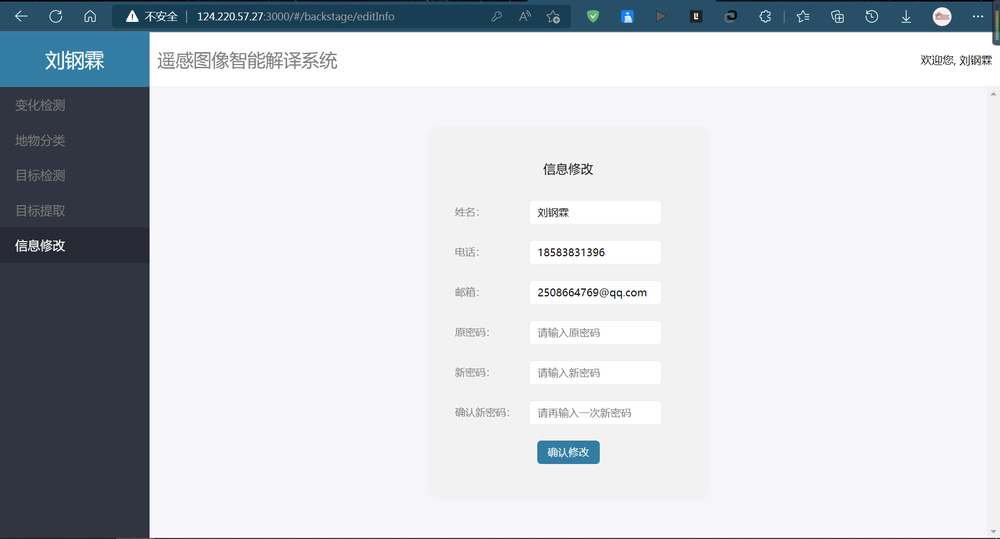 不安全 124.220.57.27:3000/#/backstage/editInfo
刘钢霖
遥感图像智能解译系统
欢迎您, 刘钢霖
变化检测
地物分类
目标检测
目标提取
信息修改
信息修改
姓名: 刘钢霖
电话: 18583831396
邮箱: 2508664769@qq.com
原密码: 请输入原密码
新密码: 请输入新密码
确认新密码: 请再输入一次新密码
确认修改